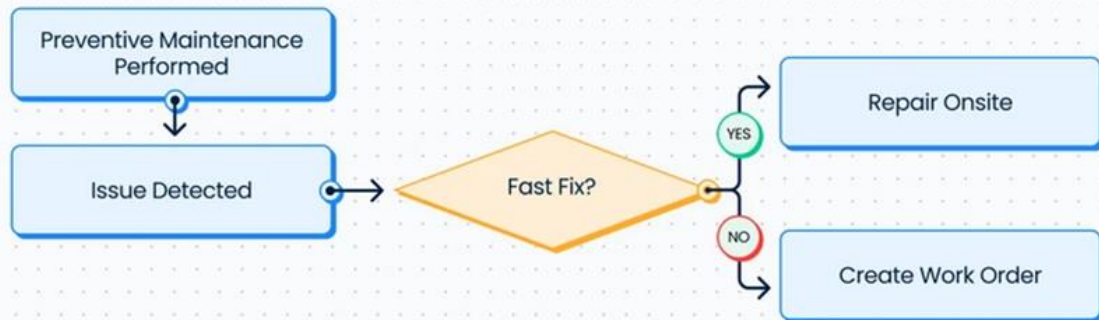 Preventive Maintenance
Performed
Issue Detected
Fast Fix?
YES
Repair Onsite
NO
Create Work Order